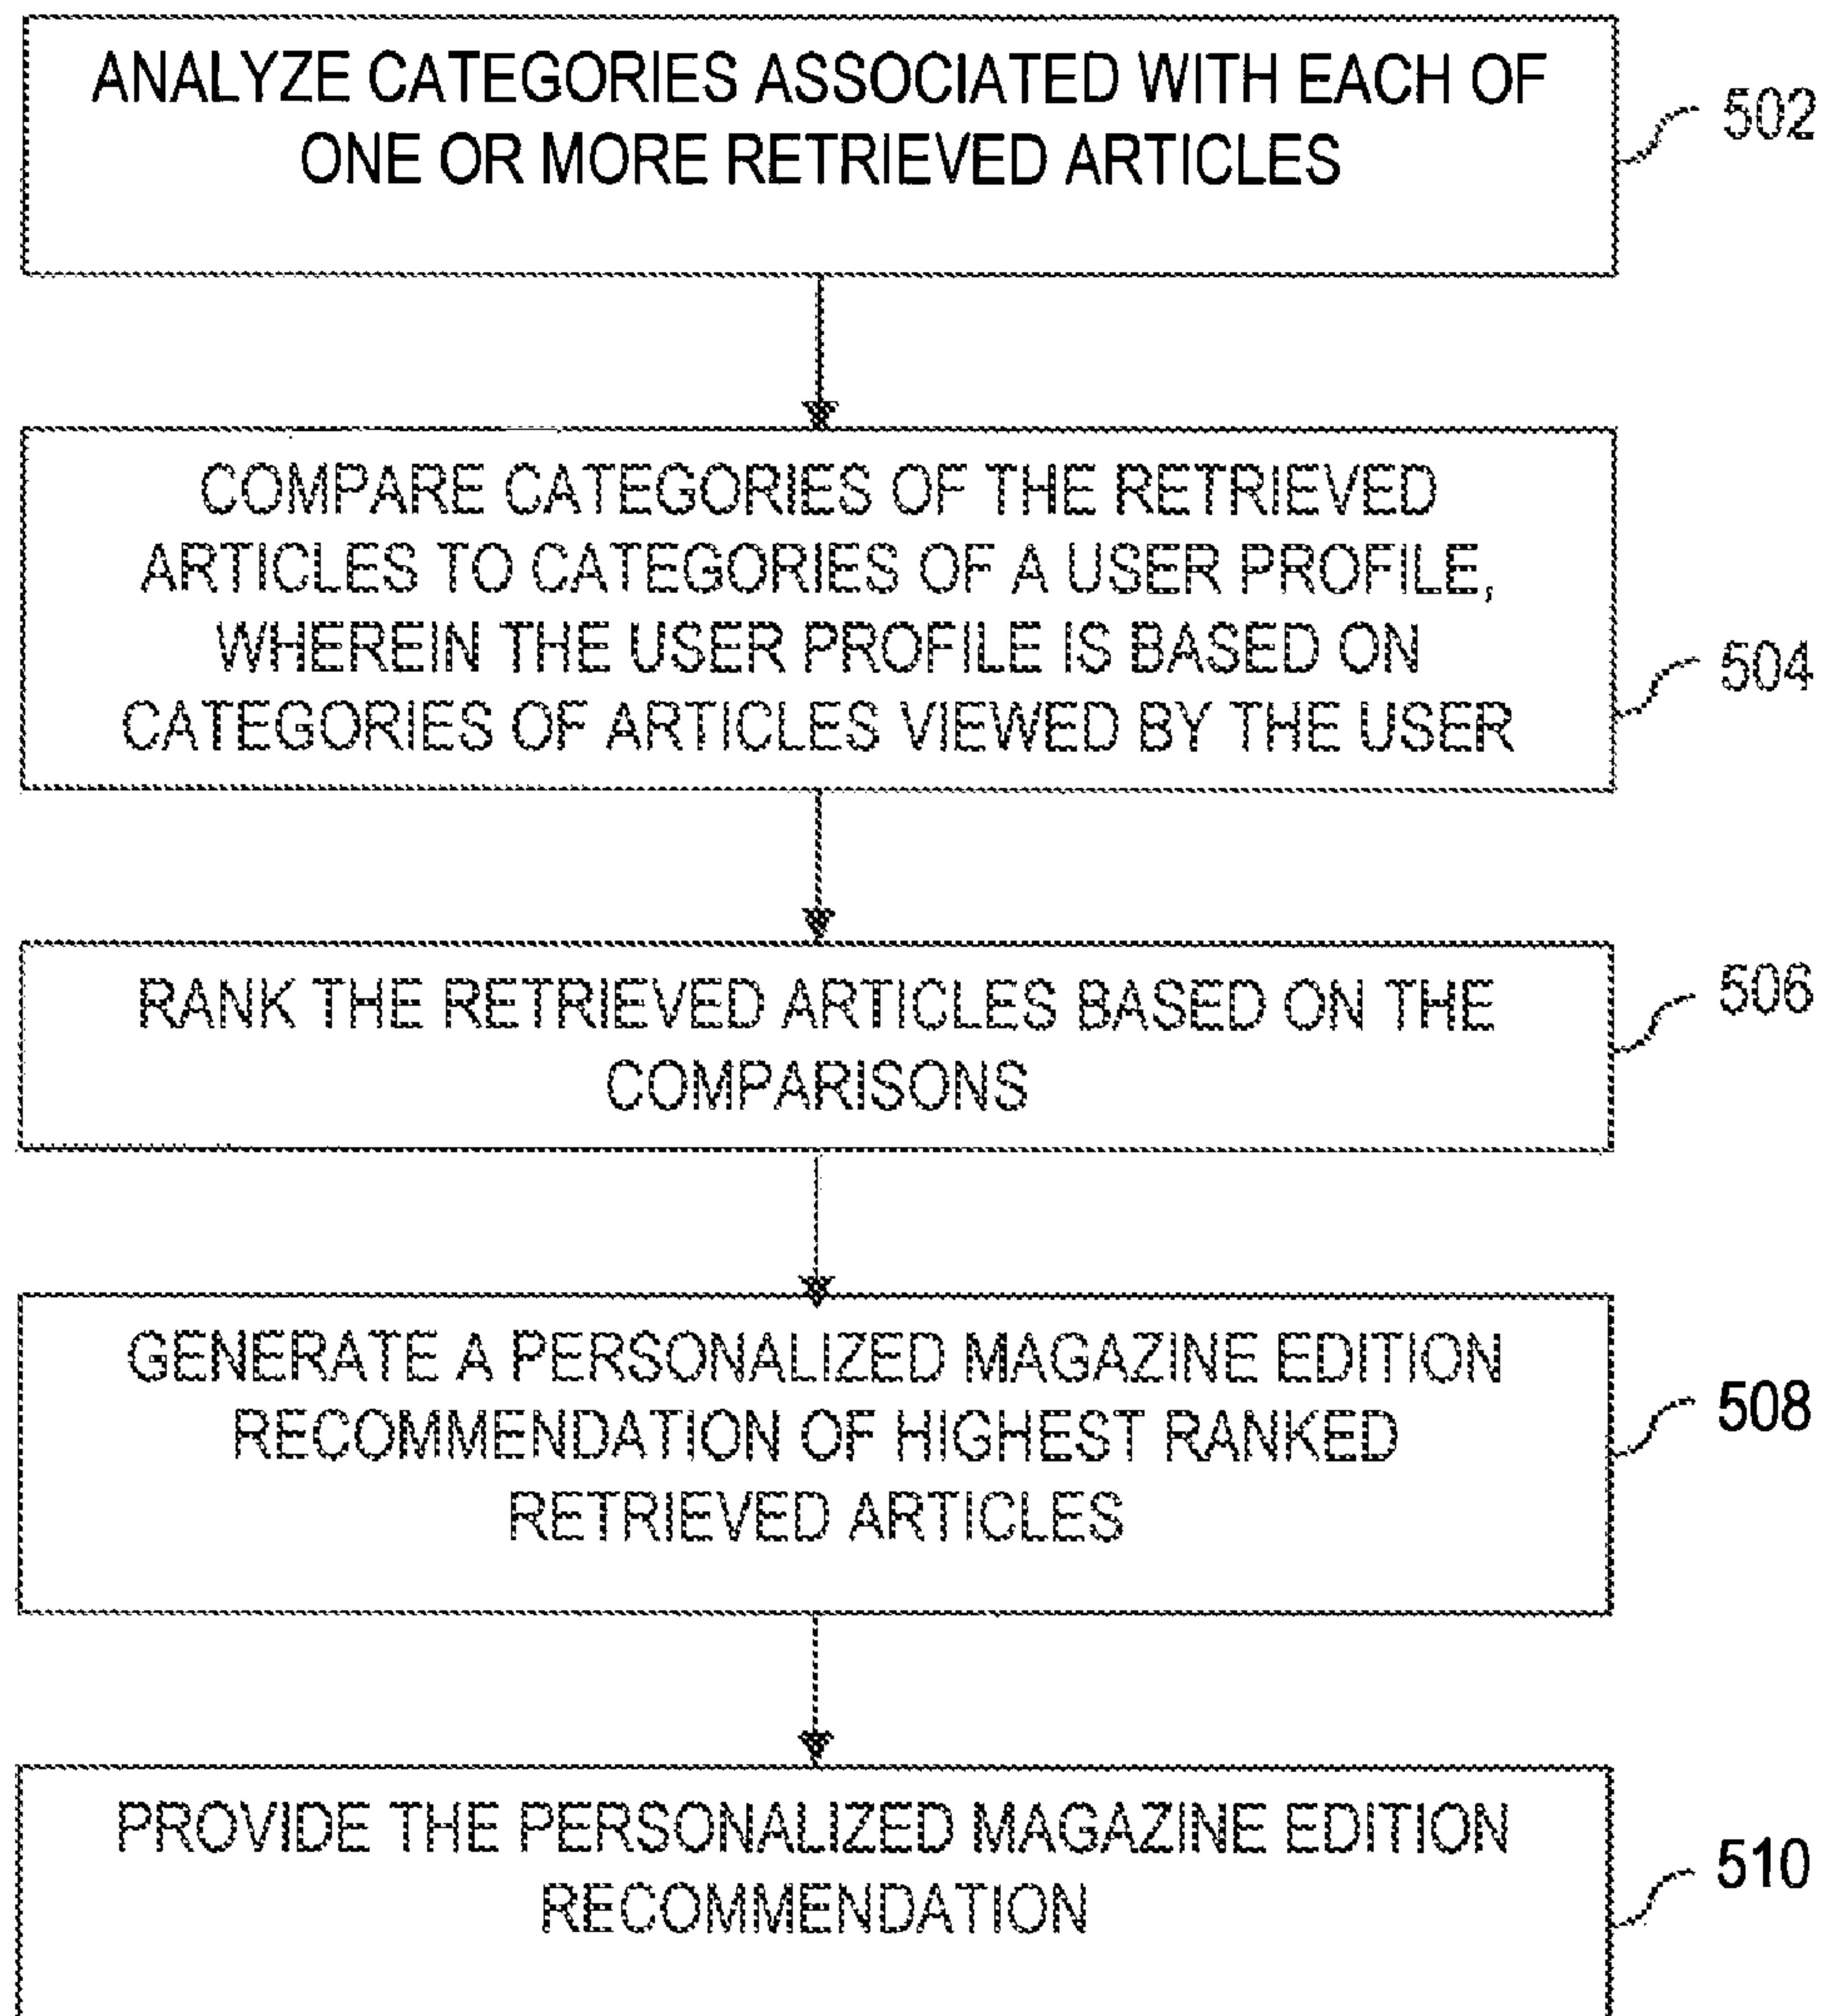 ANALYZE CATEGORIES ASSOCIATED WITH EACH OF
ONE OR MORE RETRIEVED ARTICLES
502
COMPARE CATEGORIES OF THE RETRIEVED
ARTICLES TO CATEGORIES OF A USER PROFILE,
WHEREIN THE USER PROFILE IS BASED ON
CATEGORIES OF ARTICLES VIEWED BY THE USER
504
RANK THE RETRIEVED ARTICLES BASED ON THE
COMPARISONS
506
GENERATE A PERSONALIZED MAGAZINE EDITION
RECOMMENDATION OF HIGHEST RANKED
RETRIEVED ARTICLES
508
PROVIDE THE PERSONALIZED MAGAZINE EDITION
RECOMMENDATION
510